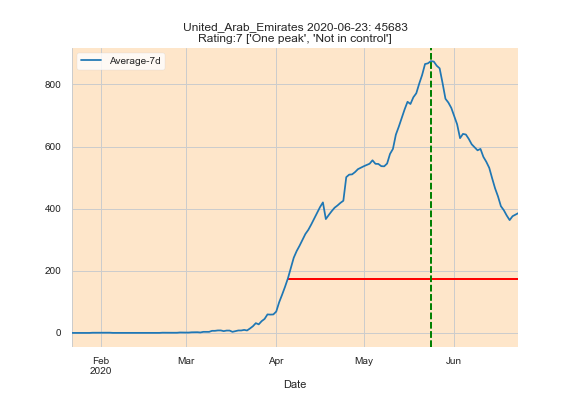 United_Arab_Emirates 2020-06-23: 45683
Rating:7 ['One peak', 'Not in control']
Average-7d
800
600
400
200
0
Feb
2020
Mar
Apr
May
Jun
Date